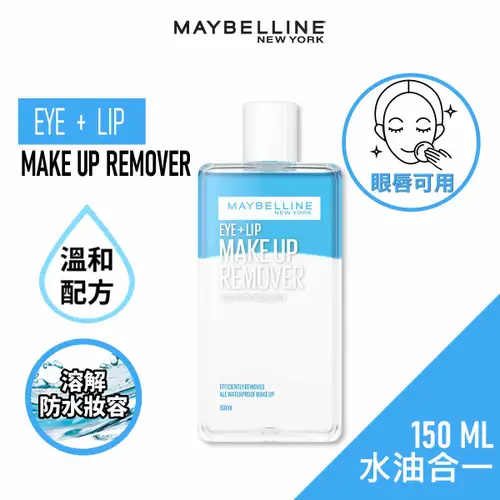 MAYBELLINE
NEW YORK
EYE + LIP
MAKE UP REMOVER
眼唇可用
溫和
配方
溶解
防水妝容
MAYBELLINE
NEW YORK
EYE + LIP
MAKE UP
REMOVER
EFFICIENTLY REMOVES
ALL WATERPROOF MAKE UP
150ml
150 ML
水油合一